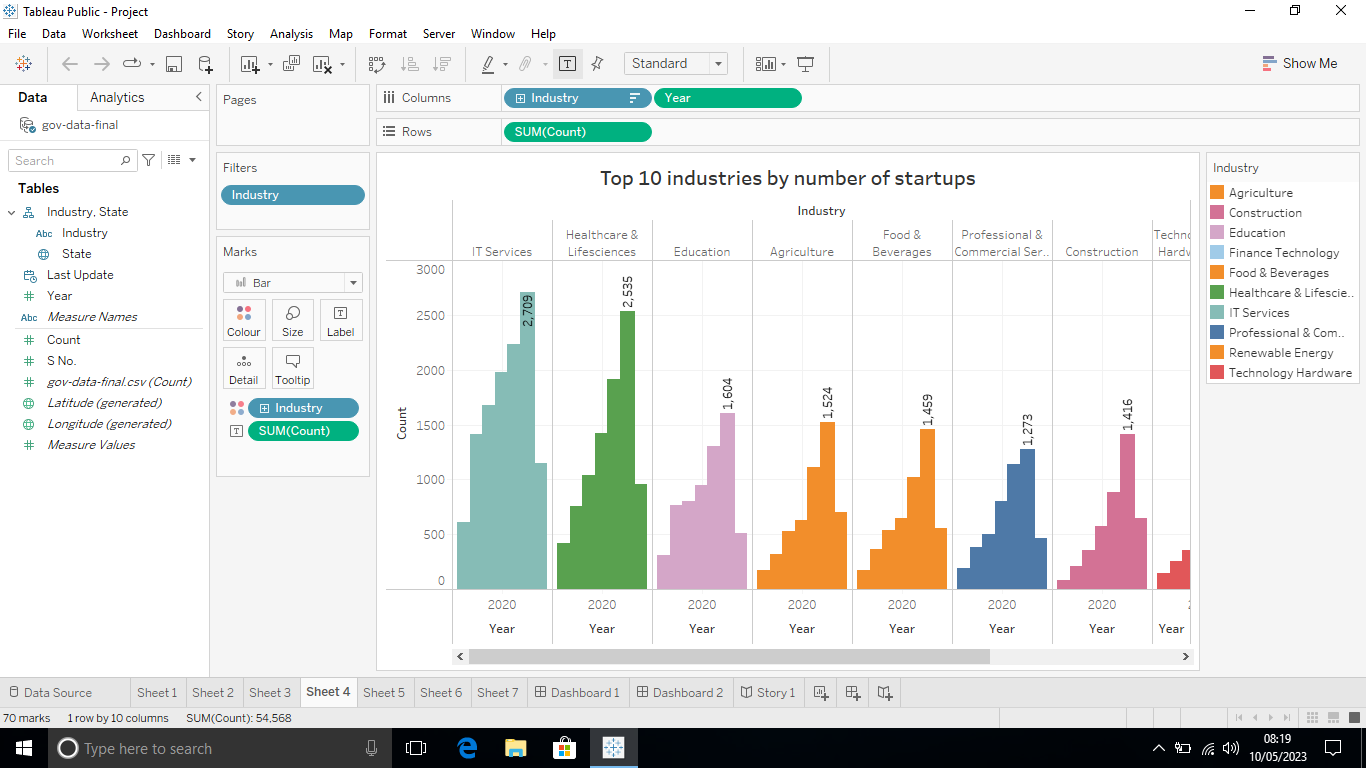 Tableau Public - Project
File Data Worksheet Dashboard Story Analysis Map Format Server Window Help
Standard
Show Me
Data Analytics
gov-data-final
Search
Tables
Industry, State
Abc Industry
State
Last Update
Year
Abc Measure Names
Count
S No.
gov-data-final.csv (Count)
Latitude (generated)
Longitude (generated)
Measure Values
Pages
Filters
Industry
Marks
Bar
Colour Size Label
Detail Tooltip
Industry
SUM(Count)
Columns Industry Year
Rows SUM(Count)
Top 10 industries by number of startups
Industry
IT Services
Healthcare &
Lifesciences
Education
Agriculture
Food &
Beverages
Professional &
Commercial Ser..
Construction
Techno
Hardw
Count
3000
2500
2000
1500
1000
500
0
2,709
2,535
1,604
1,524
1,459
1,273
1,416
2020 2020 2020 2020 2020 2020 2020 2
Year Year Year Year Year Year Year Year
Industry
Agriculture
Construction
Education
Finance Technology
Food & Beverages
Healthcare & Lifescie..
IT Services
Professional & Com..
Renewable Energy
Technology Hardware
Data Source Sheet 1 Sheet 2 Sheet 3 Sheet 4 Sheet 5 Sheet 6 Sheet 7 Dashboard 1 Dashboard 2 Story 1
70 marks 1 row by 10 columns SUM(Count): 54,568
Type here to search
08:19
10/05/2023